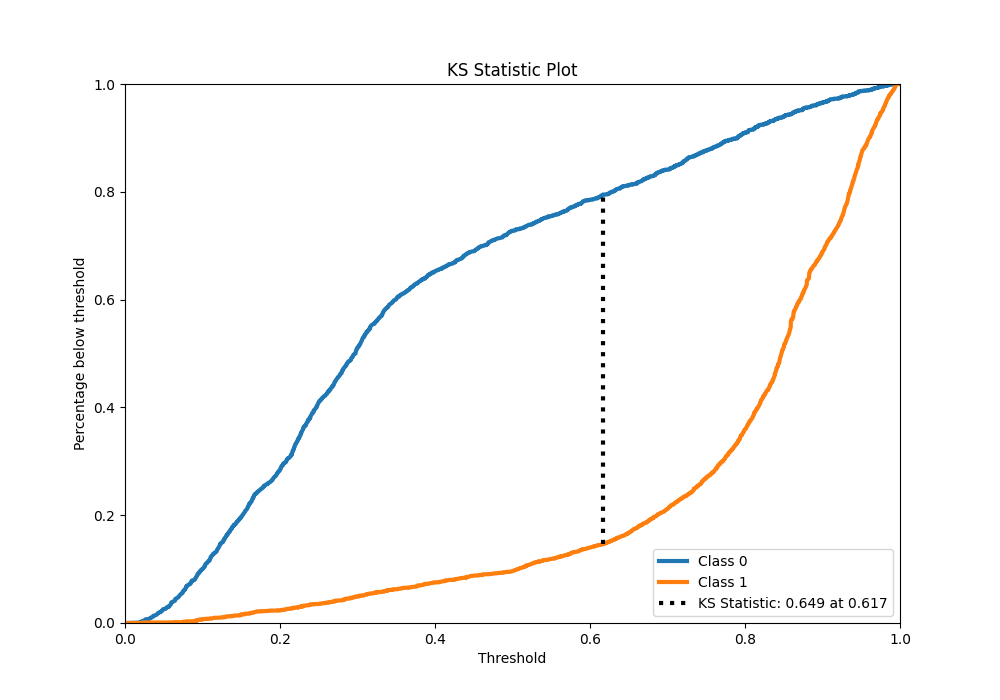 KS Statistic Plot
1.0
0.8
0.6
0.4
0.2
0.0
Percentage below threshold
0.0 0.2 0.4 0.6 0.8 1.0
Threshold
Class 0
Class 1
KS Statistic: 0.649 at 0.617